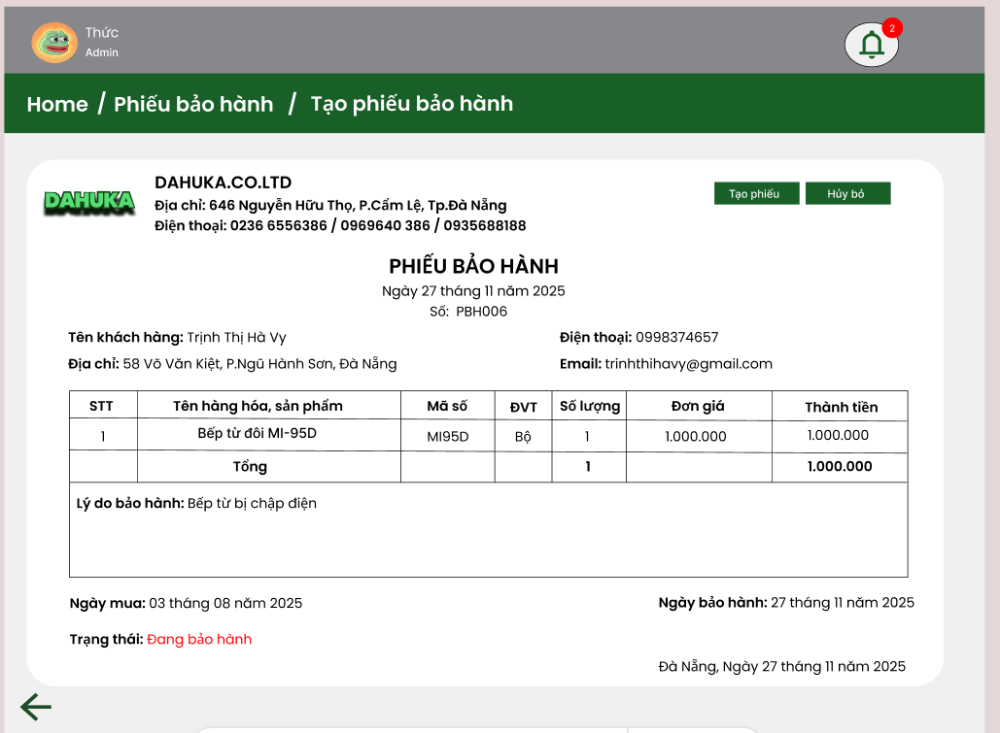 Thức
Admin
2
Home / Phiếu bảo hành / Tạo phiếu bảo hành
DAHUKA
DAHUKA.CO.LTD
Địa chỉ: 646 Nguyễn Hữu Thọ, P.Cẩm Lệ, Tp.Đà Nẵng
Điện thoại: 0236 6556386 / 0969640 386 / 0935688188
Tạo phiếu
Hủy bỏ
PHIẾU BẢO HÀNH
Ngày 27 tháng 11 năm 2025
Số: PBH006
Tên khách hàng: Trịnh Thị Hà Vy
Điện thoại: 0998374657
Địa chỉ: 58 Võ Văn Kiệt, P.Ngũ Hành Sơn, Đà Nẵng
Email: trinhthihavy@gmail.com
STT Tên hàng hóa, sản phẩm Mã số ĐVT Số lượng Đơn giá Thành tiền
1 Bếp từ đôi MI-95D MI95D Bộ 1 1.000.000 1.000.000
Tổng 1 1.000.000
Lý do bảo hành: Bếp từ bị chập điện
Ngày mua: 03 tháng 08 năm 2025
Ngày bảo hành: 27 tháng 11 năm 2025
Trạng thái: Đang bảo hành
Đà Nẵng, Ngày 27 tháng 11 năm 2025